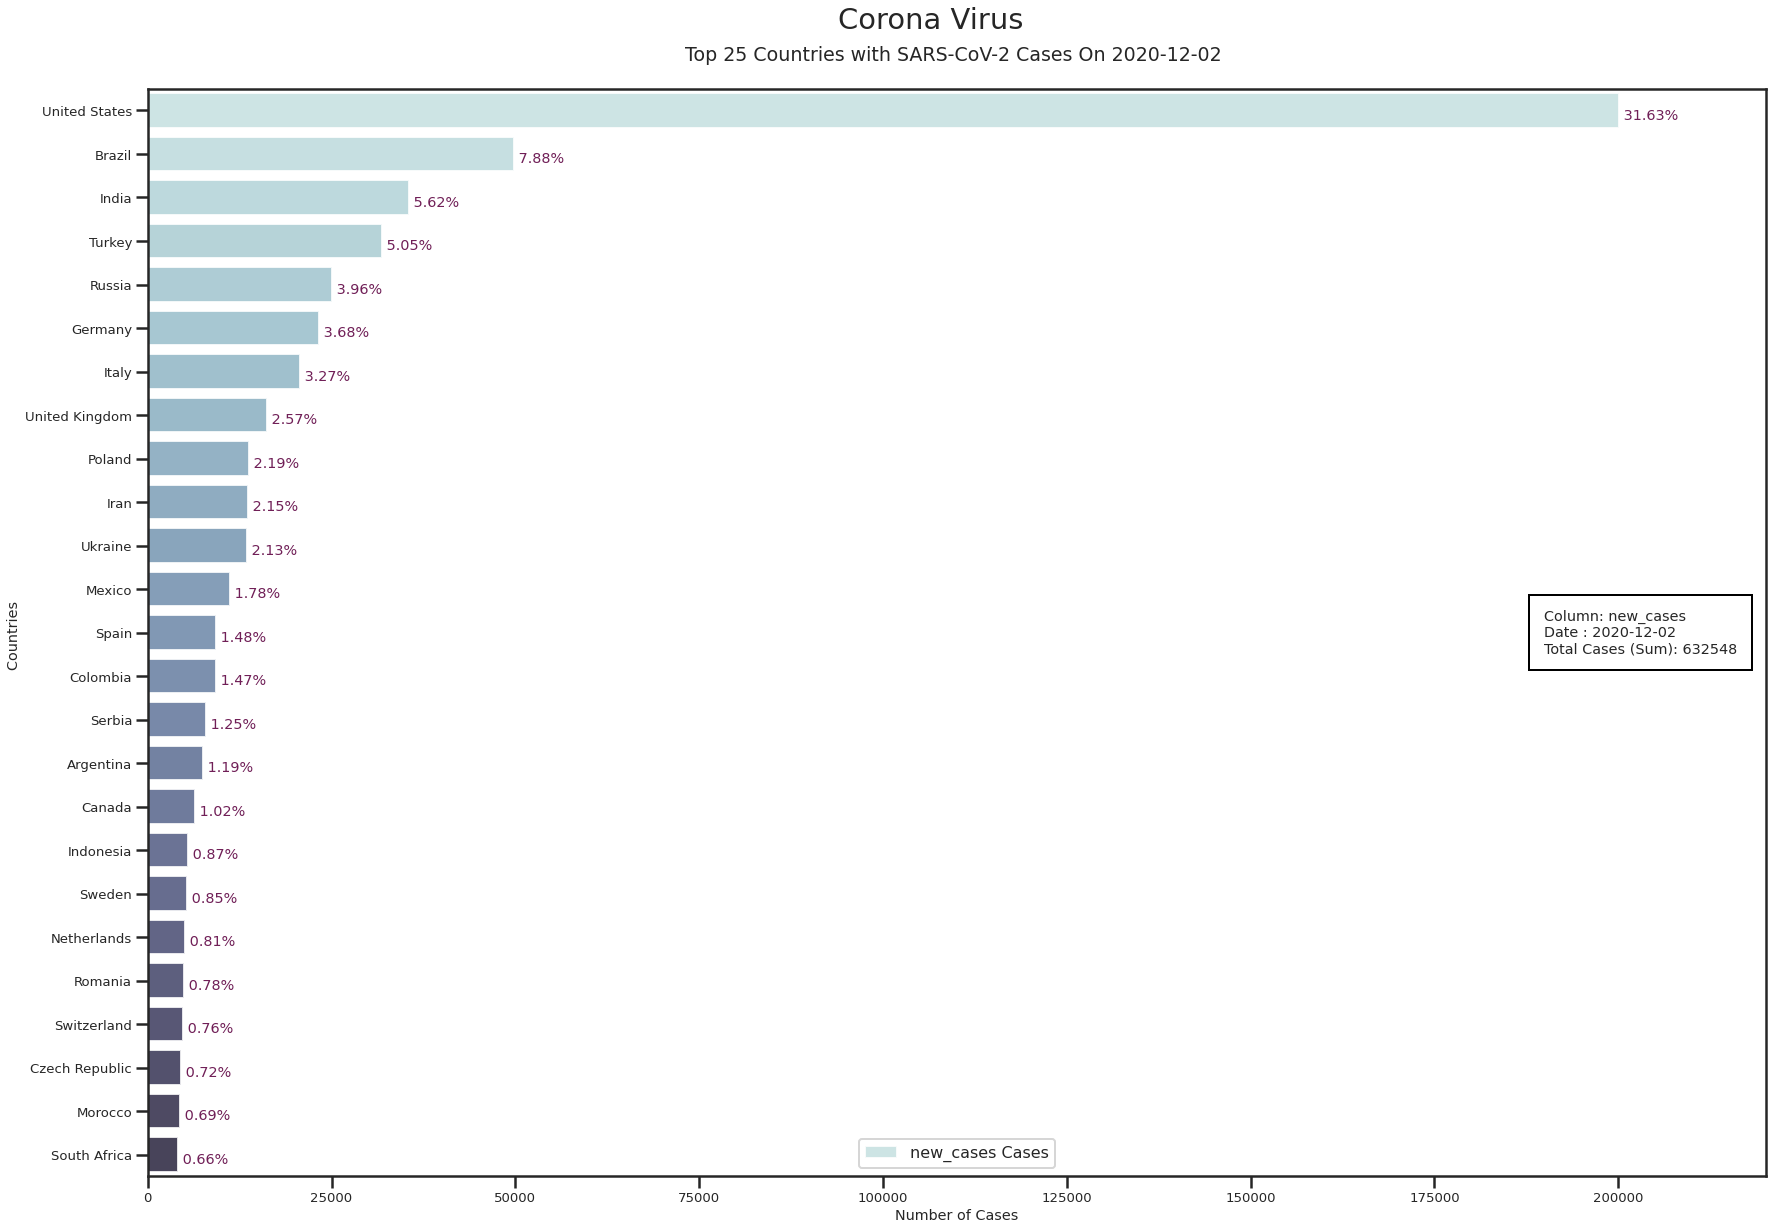 Corona Virus
Top 25 Countries with SARS-CoV-2 Cases On 2020-12-02
United States 31.63%
Brazil 7.88%
India 5.62%
Turkey 5.05%
Russia 3.96%
Germany 3.68%
Italy 3.27%
United Kingdom 2.57%
Poland 2.19%
Iran 2.15%
Ukraine 2.13%
Mexico 1.78%
Spain 1.48%
Colombia 1.47%
Serbia 1.25%
Argentina 1.19%
Canada 1.02%
Indonesia 0.87%
Sweden 0.85%
Netherlands 0.81%
Romania 0.78%
Switzerland 0.76%
Czech Republic 0.72%
Morocco 0.69%
South Africa 0.66%
Countries
Column: new_cases
Date : 2020-12-02
Total Cases (Sum): 632548
new_cases Cases
0 25000 50000 75000 100000 125000 150000 175000 200000
Number of Cases